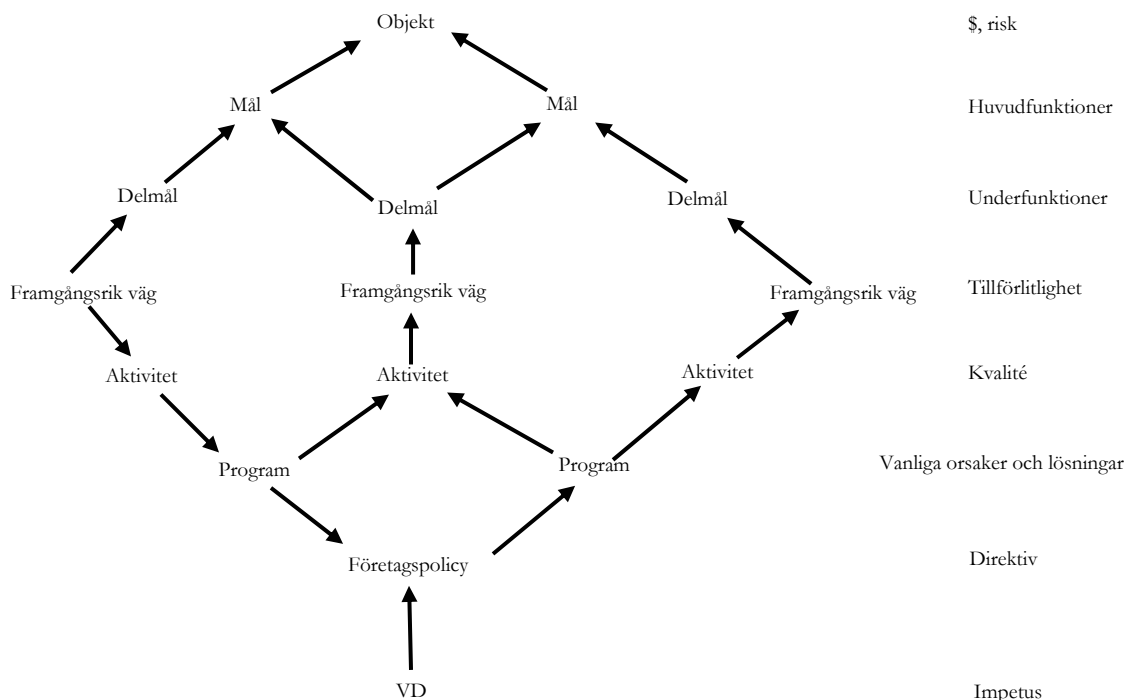 Objekt
$, risk
Mål
Mål
Huvudfunktioner
Delmål
Delmål
Delmål
Underfunktioner
Framgångsrik väg
Framgångsrik väg
Framgångsrik väg
Tillförlitlighet
Aktivitet
Aktivitet
Aktivitet
Kvalité
Program
Program
Vanliga orsaker och lösningar
Företagspolicy
Direktiv
VD
Impetus